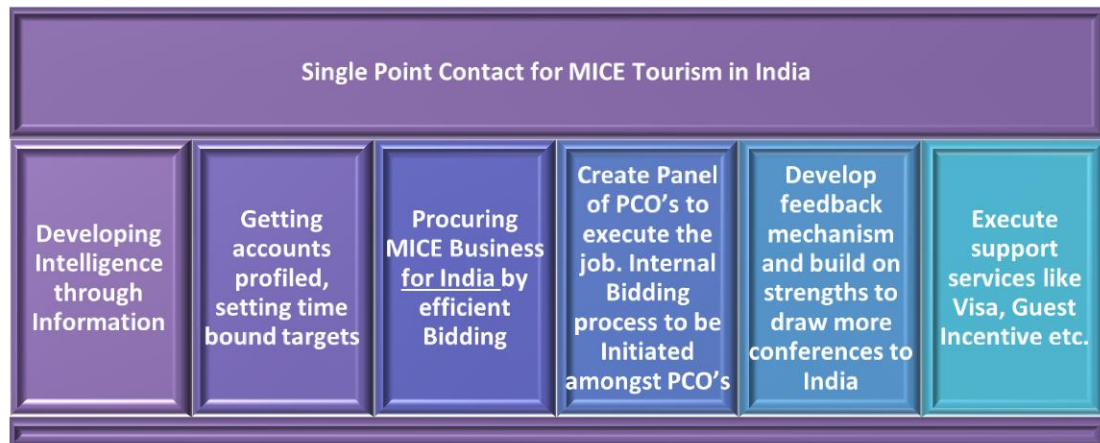 Single Point Contact for MICE Tourism in India
Developing
Intelligence
through
Information
Getting
accounts
profiled,
setting time
bound targets
Procuring
MICE Business
for India by
efficient
Bidding
Create Panel
of PCO’s to
execute the
job. Internal
Bidding
process to be
Initiated
amongst PCO’s
Develop
feedback
mechanism
and build on
strengths to
draw more
conferences to
India
Execute
support
services like
Visa, Guest
Incentive etc.